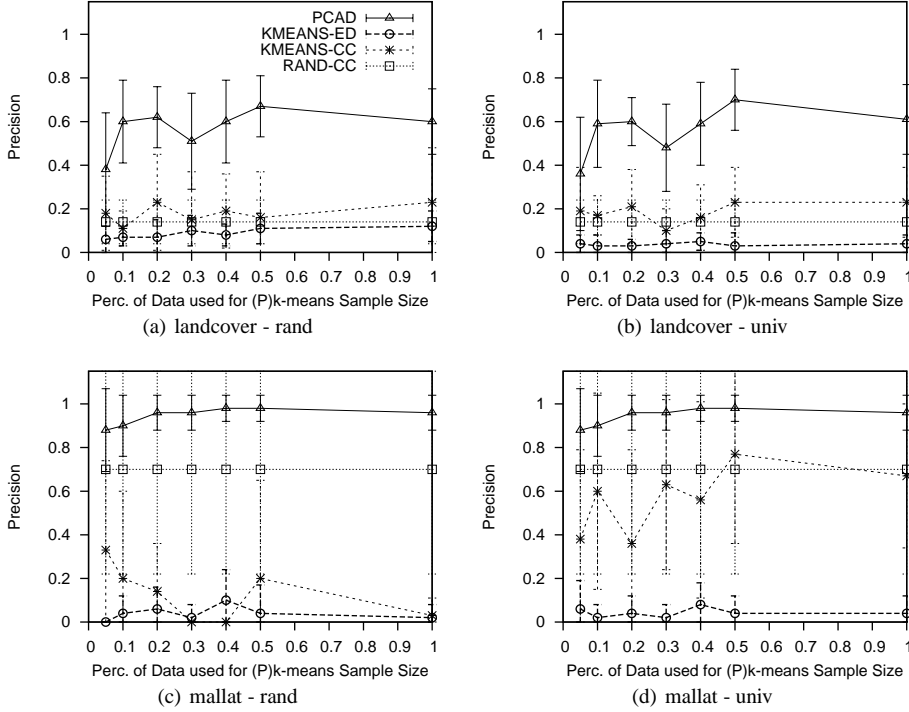 PCAD
KMEANS-ED
KMEANS-CC
RAND-CC
Precision
1
0.8
0.6
0.4
0.2
0
0 0.1 0.2 0.3 0.4 0.5 0.6 0.7 0.8 0.9 1
Perc. of Data used for (P)k-means Sample Size
(a) landcover - rand
Precision
1
0.8
0.6
0.4
0.2
0
0 0.1 0.2 0.3 0.4 0.5 0.6 0.7 0.8 0.9 1
Perc. of Data used for (P)k-means Sample Size
(b) landcover - univ
Precision
1
0.8
0.6
0.4
0.2
0
0 0.1 0.2 0.3 0.4 0.5 0.6 0.7 0.8 0.9 1
Perc. of Data used for (P)k-means Sample Size
(c) mallat - rand
Precision
1
0.8
0.6
0.4
0.2
0
0 0.1 0.2 0.3 0.4 0.5 0.6 0.7 0.8 0.9 1
Perc. of Data used for (P)k-means Sample Size
(d) mallat - univ